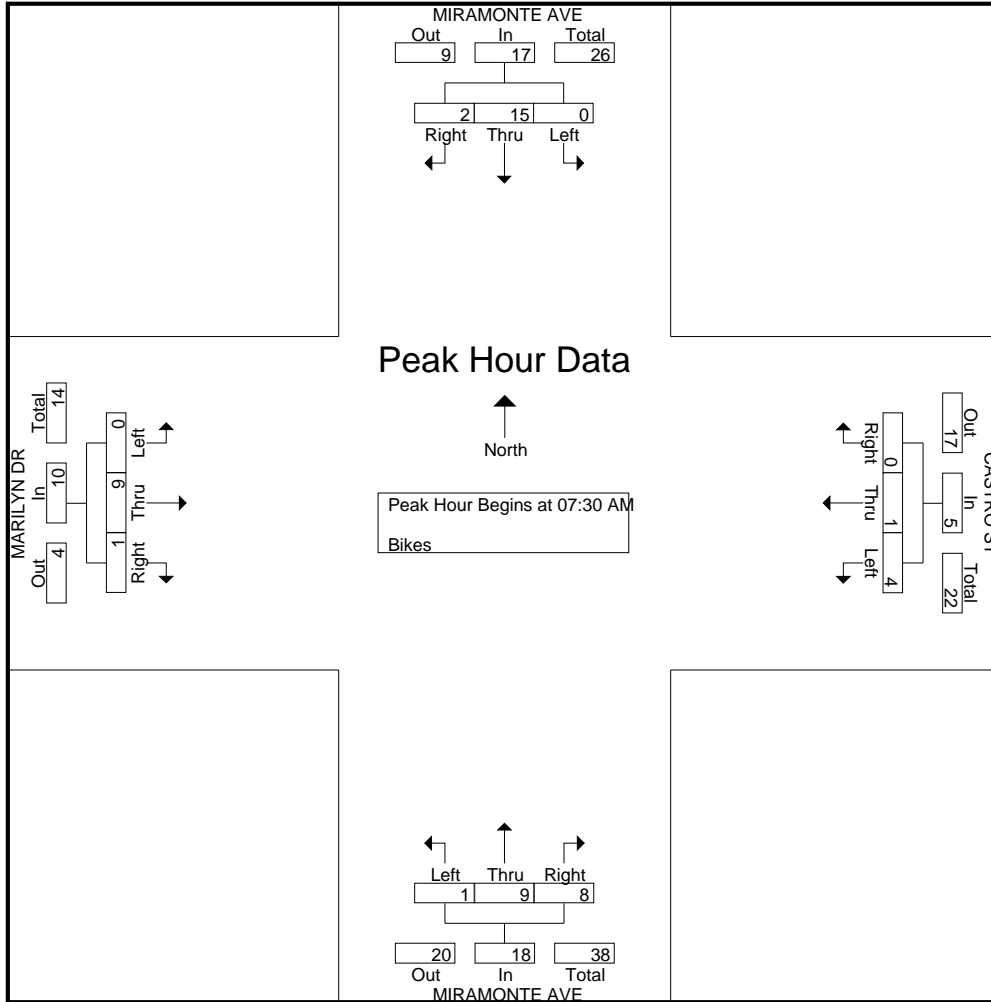 MIRAMONTE AVE
Out In Total
9 17 26
2 15 0
Right Thru Left
Peak Hour Data
North
Peak Hour Begins at 07:30 AM
Bikes
MARILYN DR
Out In Total
4 10 14
1 9 0
Right Thru Left
CASTRO ST
Out In Total
17 5 22
0 1 4
Right Thru Left
Left Thru Right
1 9 8
20 18 38
Out In Total
MIRAMONTE AVE